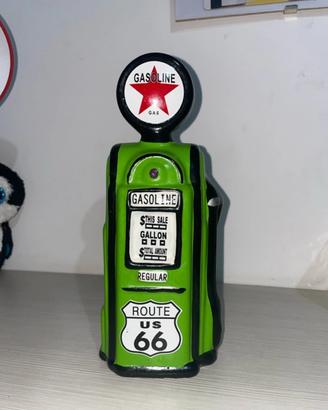 GASOLINE
GAS
GASOLINE
$THIS SALE
GALLON
$TOTAL AMOUNT
REGULAR
ROUTE
US
66